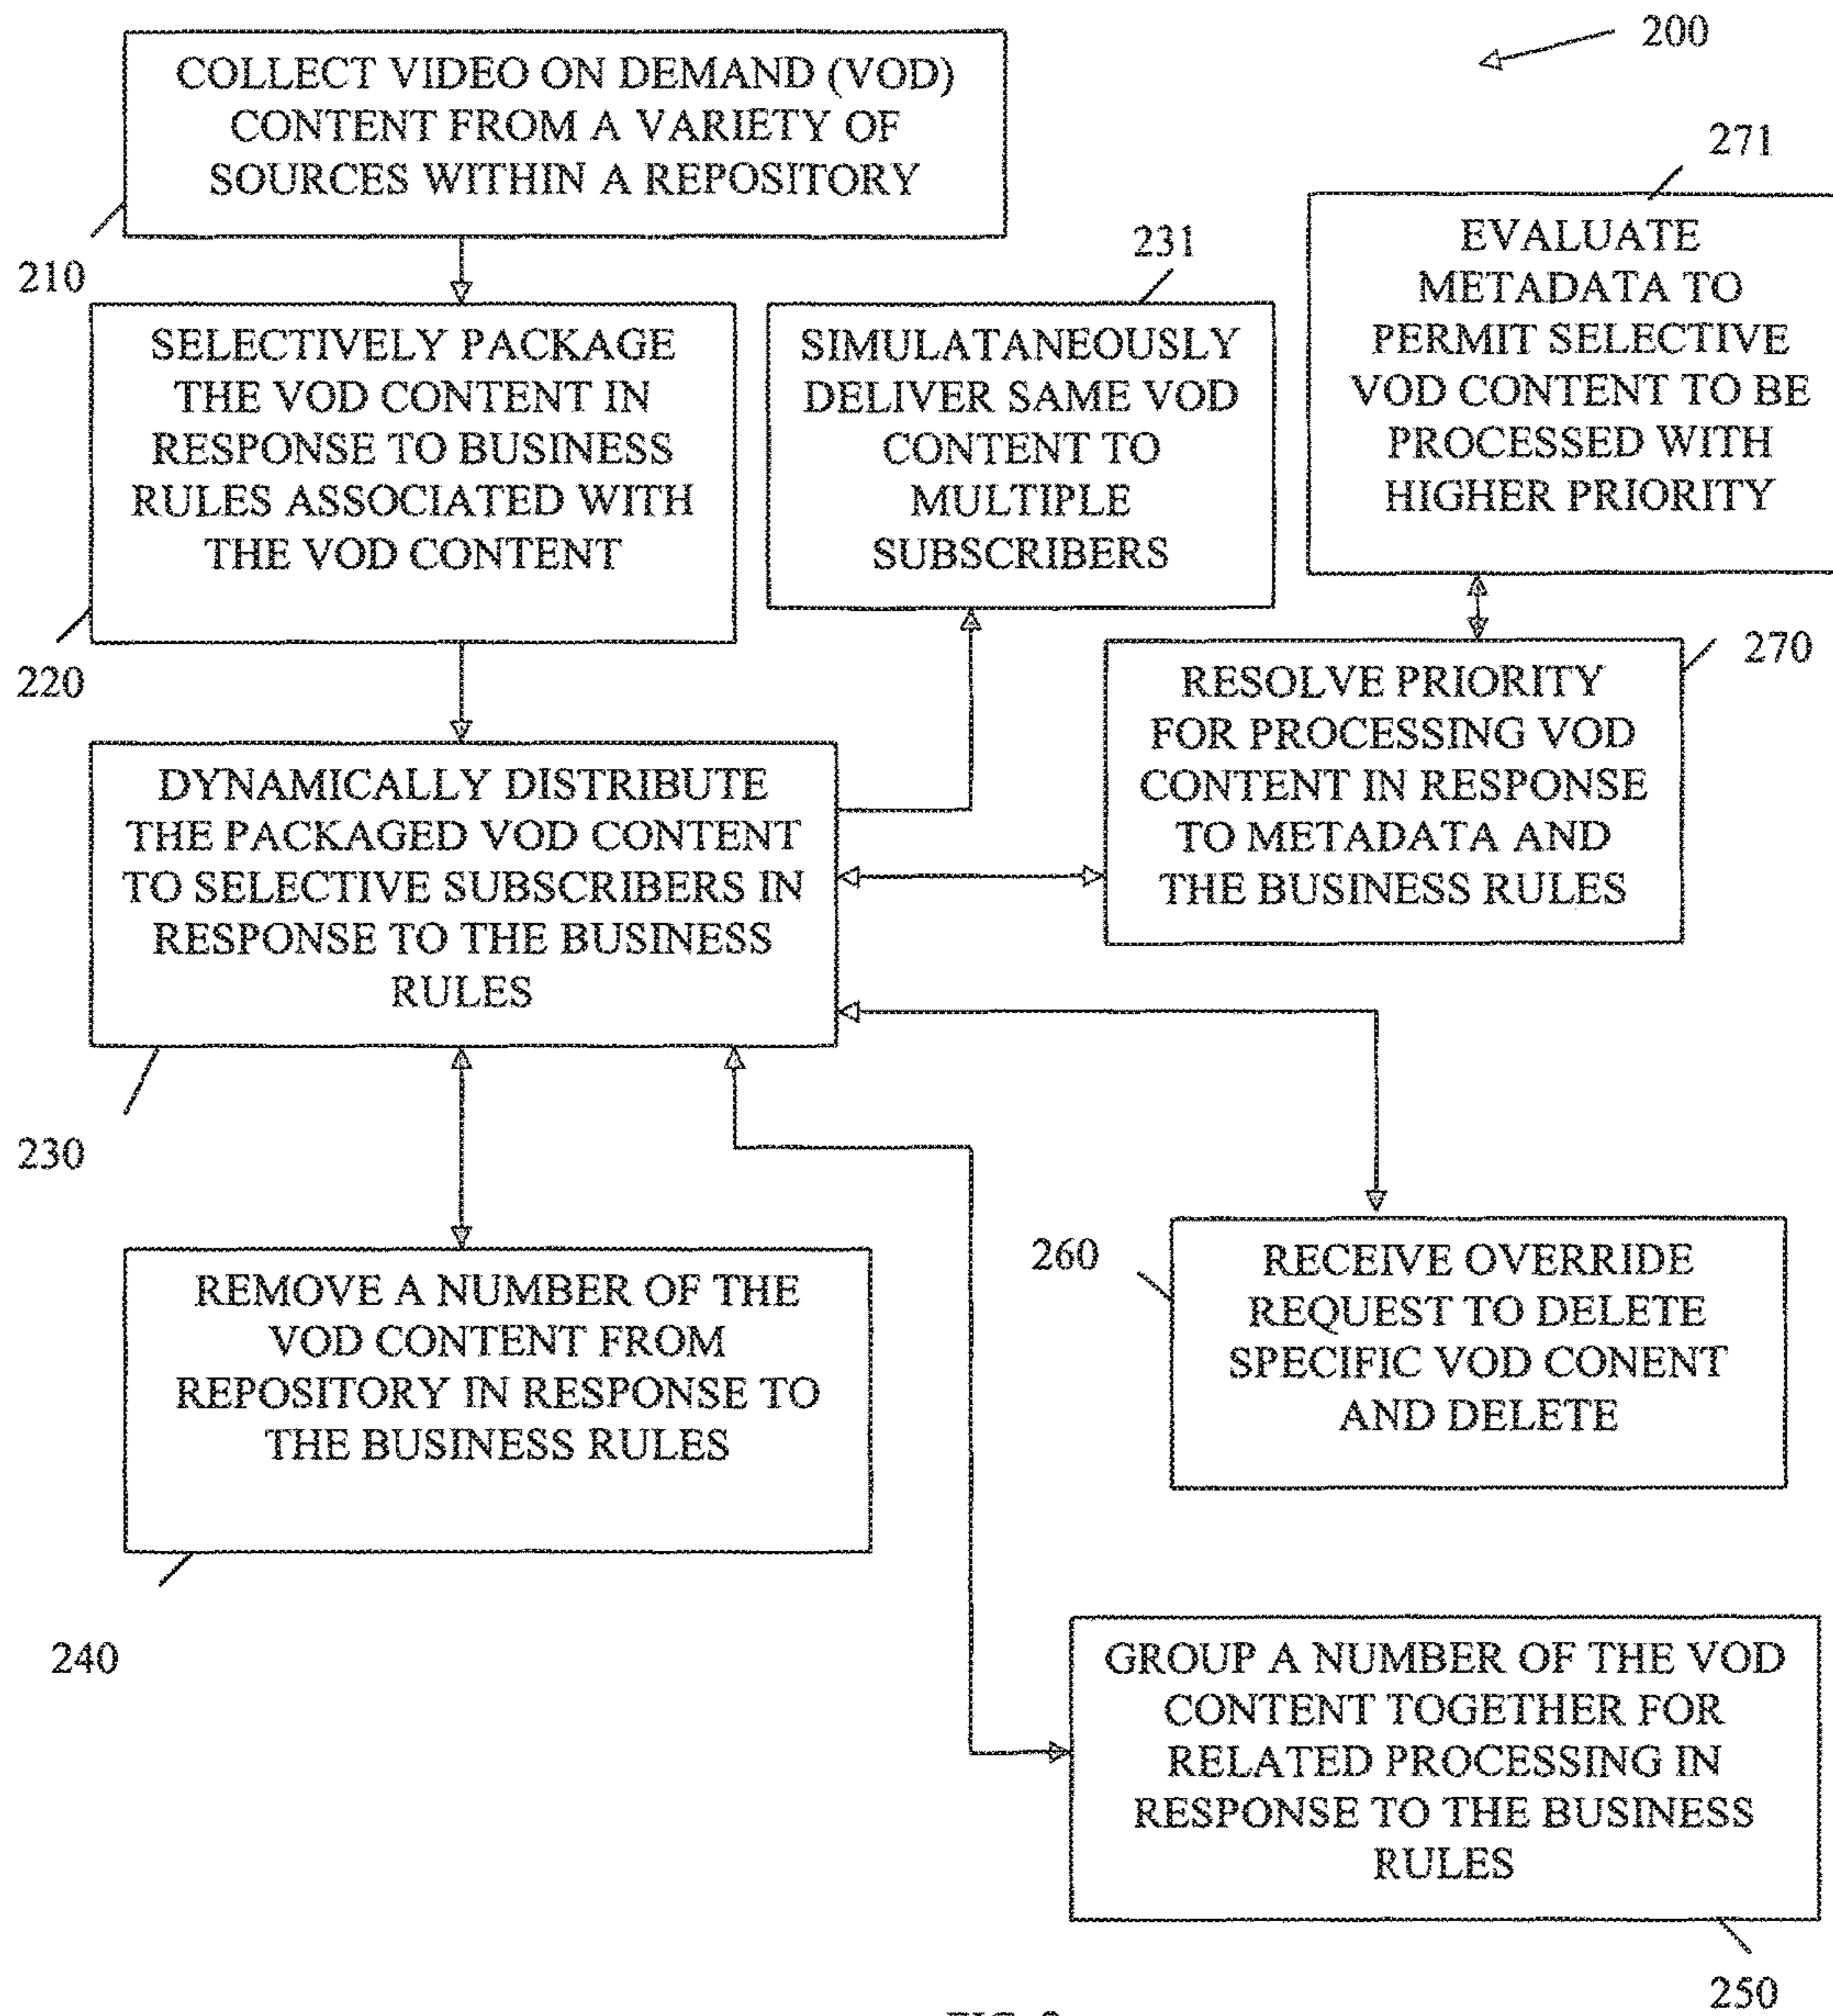 200
COLLECT VIDEO ON DEMAND (VOD)
CONTENT FROM A VARIETY OF
SOURCES WITHIN A REPOSITORY
210
271
EVALUATE
METADATA TO
PERMIT SELECTIVE
VOD CONTENT TO BE
PROCESSED WITH
HIGHER PRIORITY
231
SIMULATANEOUSLY
DELIVER SAME VOD
CONTENT TO
MULTIPLE
SUBSCRIBERS
SELECTIVELY PACKAGE
THE VOD CONTENT IN
RESPONSE TO BUSINESS
RULES ASSOCIATED WITH
THE VOD CONTENT
220
270
RESOLVE PRIORITY
FOR PROCESSING VOD
CONTENT IN RESPONSE
TO METADATA AND
THE BUSINESS RULES
DYNAMICALLY DISTRIBUTE
THE PACKAGED VOD CONTENT
TO SELECTIVE SUBSCRIBERS IN
RESPONSE TO THE BUSINESS
RULES
230
REMOVE A NUMBER OF THE
VOD CONTENT FROM
REPOSITORY IN RESPONSE TO
THE BUSINESS RULES
240
260
RECEIVE OVERRIDE
REQUEST TO DELETE
SPECIFIC VOD CONENT
AND DELETE
GROUP A NUMBER OF THE VOD
CONTENT TOGETHER FOR
RELATED PROCESSING IN
RESPONSE TO THE BUSINESS
RULES
250